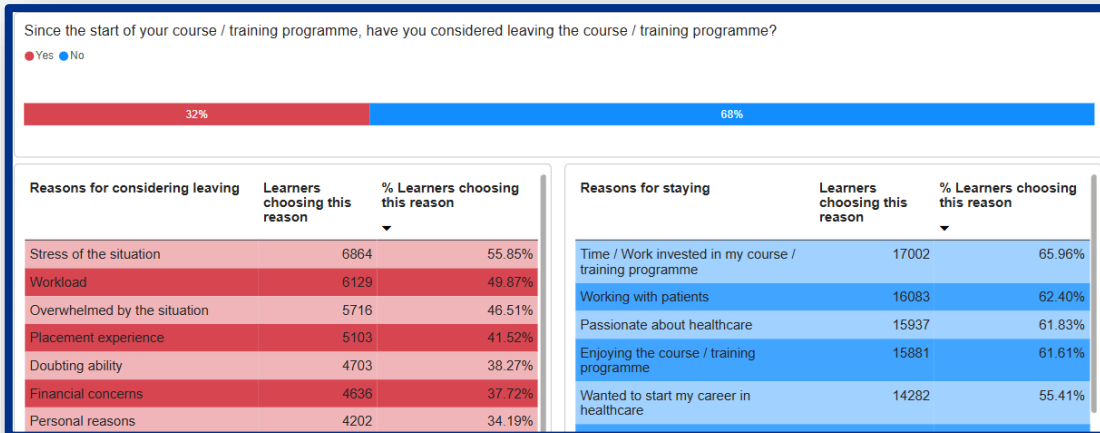 Since the start of your course / training programme, have you considered leaving the course / training programme?
Yes No
32% 68%
Reasons for considering leaving Learners choosing this reason % Learners choosing this reason
Stress of the situation 6864 55.85%
Workload 6129 49.87%
Overwhelmed by the situation 5716 46.51%
Placement experience 5103 41.52%
Doubting ability 4703 38.27%
Financial concerns 4636 37.72%
Personal reasons 4202 34.19%
Reasons for staying Learners choosing this reason % Learners choosing this reason
Time / Work invested in my course / training programme 17002 65.96%
Working with patients 16083 62.40%
Passionate about healthcare 15937 61.83%
Enjoying the course / training programme 15881 61.61%
Wanted to start my career in healthcare 14282 55.41%